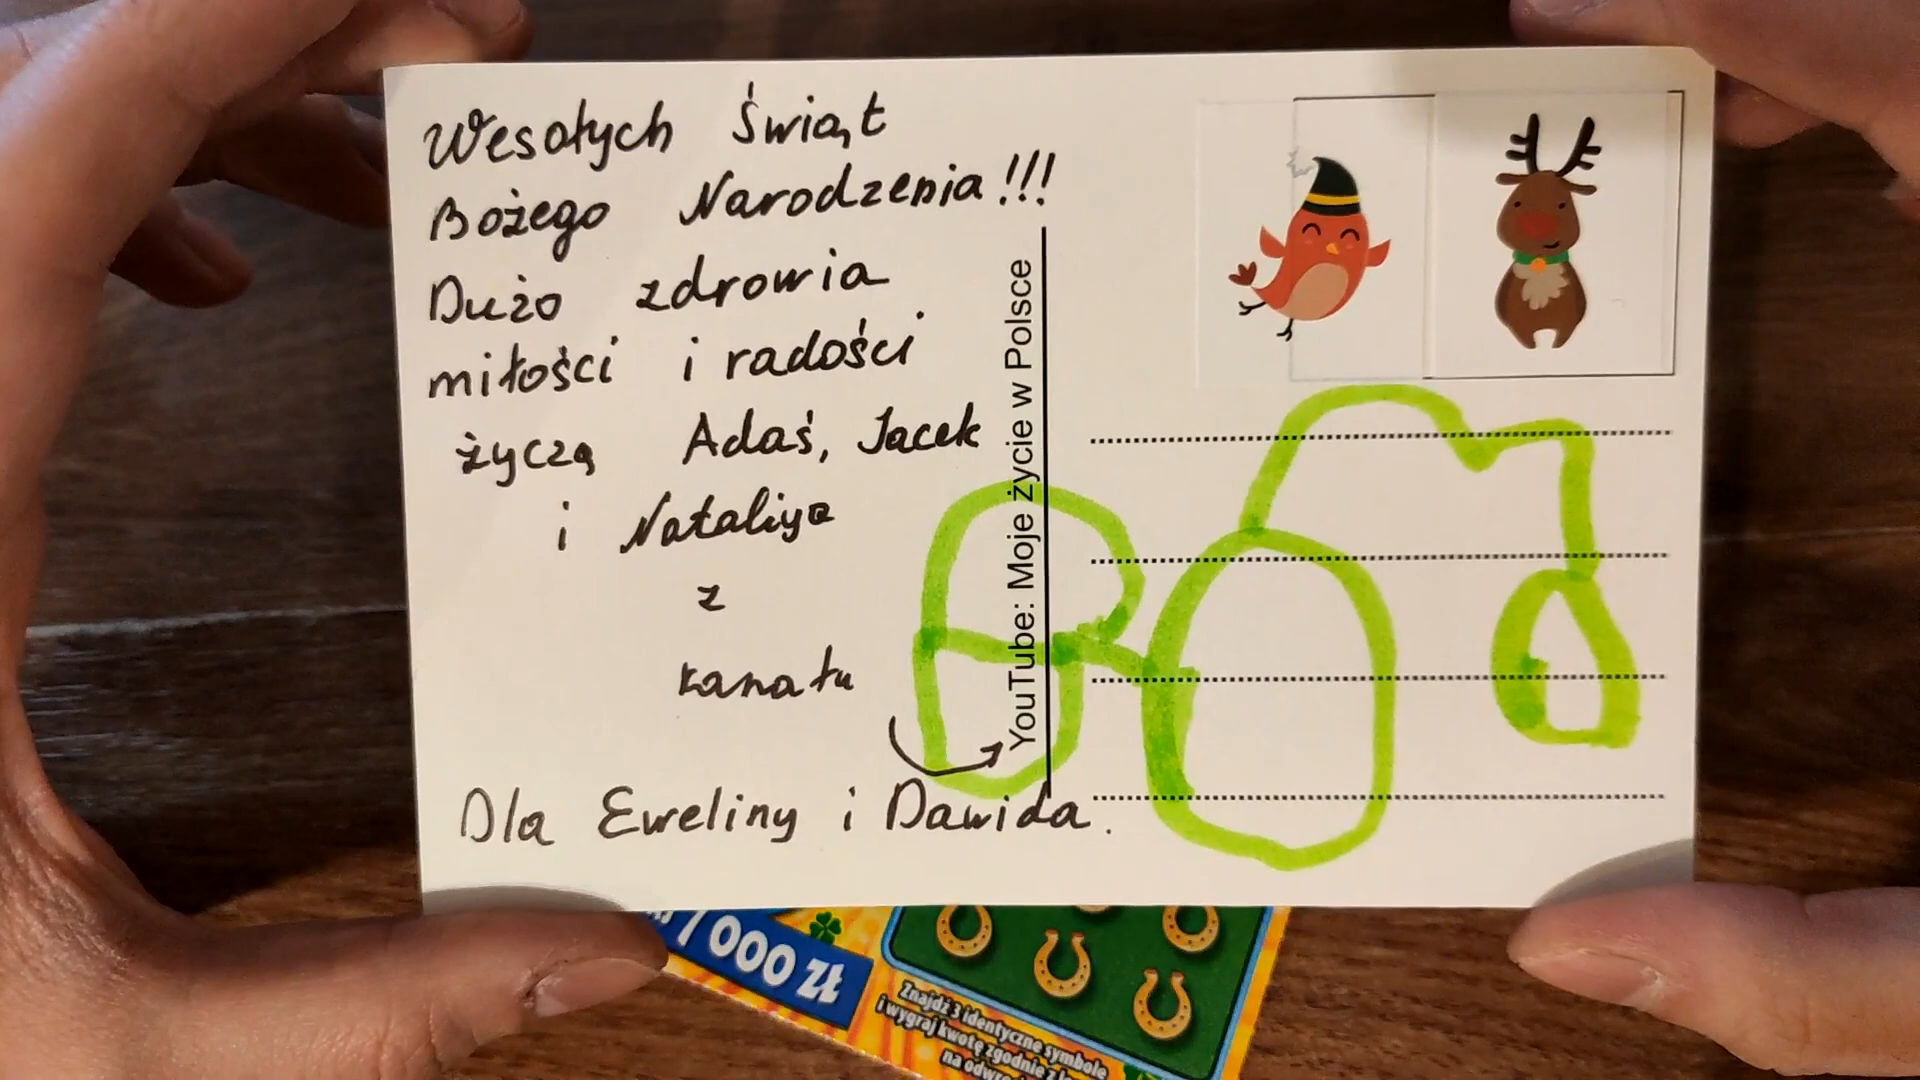 Wesołych Świąt
Bożego Narodzenia!!!
Dużo zdrowia
miłości i radości
życzą Adaś, Jacek
i Nataliya
z
kanału
Dla Eweliny i Dawida.
YouTube: Moje życie w Polsce
1 000 ZŁ
Znajdź 3 identyczne symbole
i wygraj kwotę zgodnie z
na